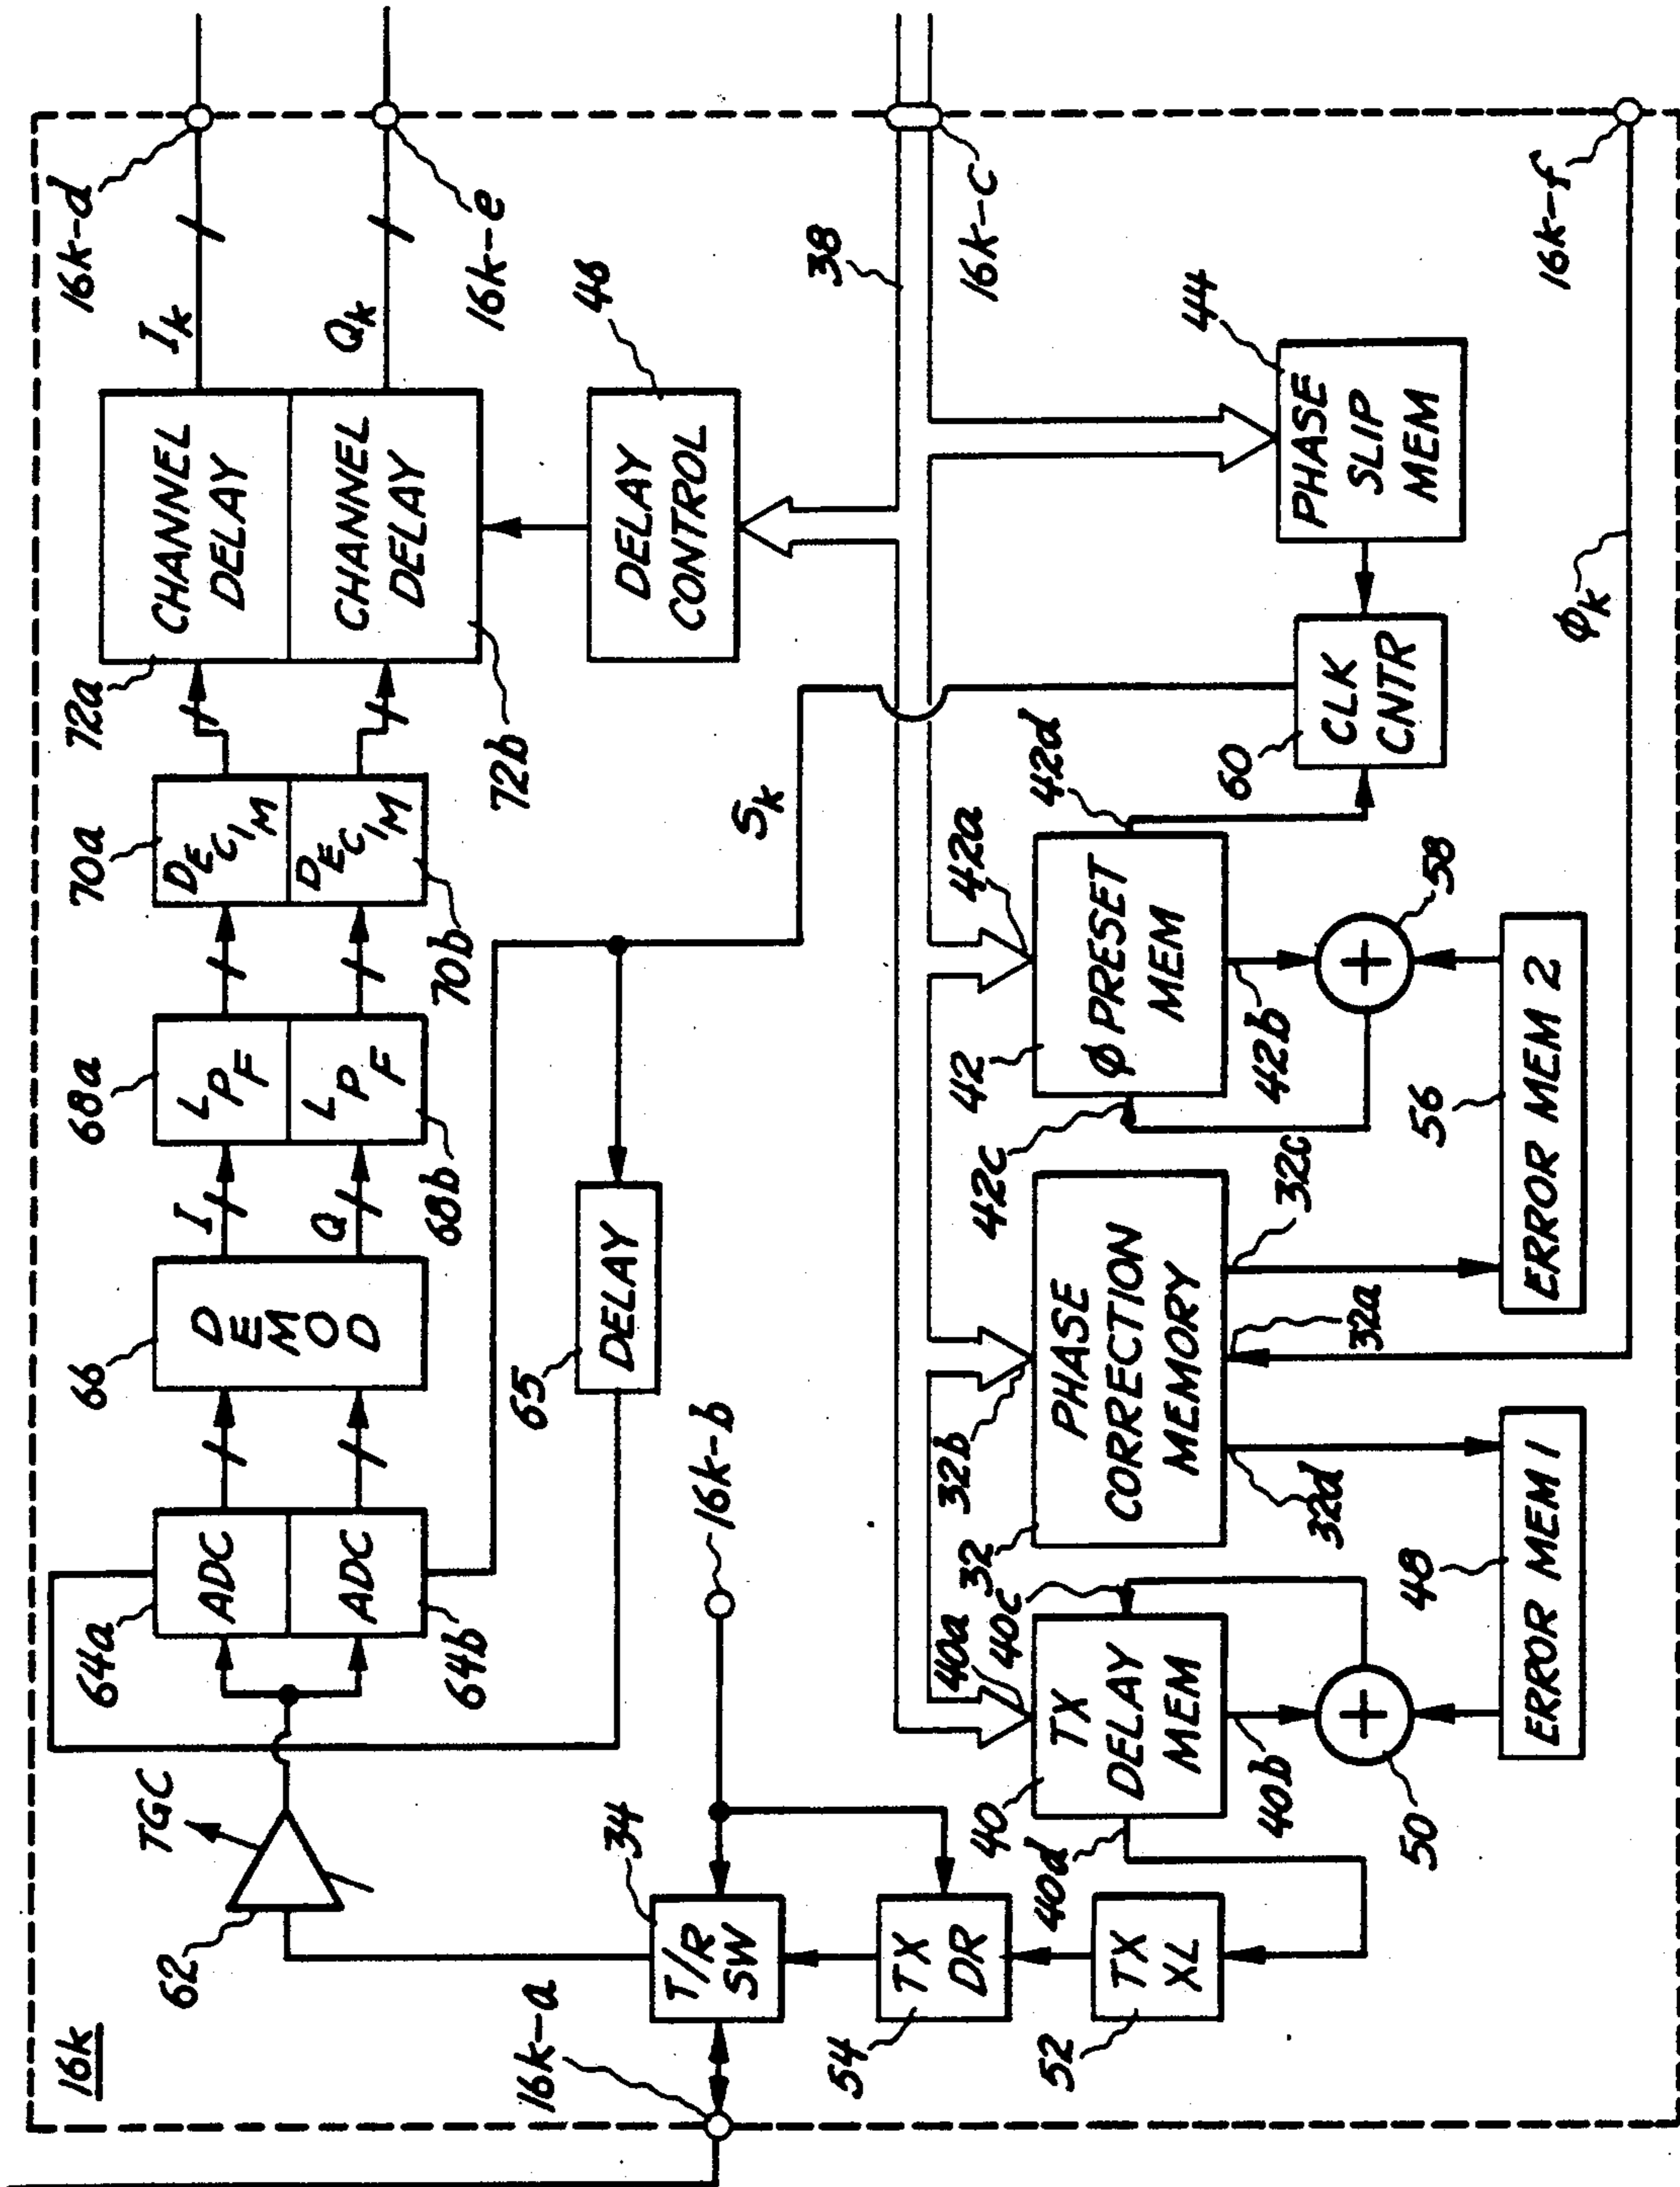 16k
TGC
62
64a
ADC
ADC
64b
66
DEMOD
I
Q
68a
LPF
LPF
68b
70a
DECIM
DECIM
70b
72a
CHANNEL
DELAY
CHANNEL
DELAY
72b
I_k
Q_k
16k-d
16k-e
46
DELAY
CONTROL
65
DELAY
S_k
38
16k-c
16k-a
34
T/R
SW
16k-b
54
TX
DR
52
TX
XL
40d
40
40a
40c
TX
DELAY
MEM
40b
50
48
ERROR MEM 1
32
32b
PHASE
CORRECTION
MEMORY
32d
32a
32c
42c
42
42a
ϕ PRESET
MEM
42b
42d
58
56
ERROR MEM 2
60
CLK
CNTR
44
PHASE
SLIP
MEM
ϕ_k
16k-f